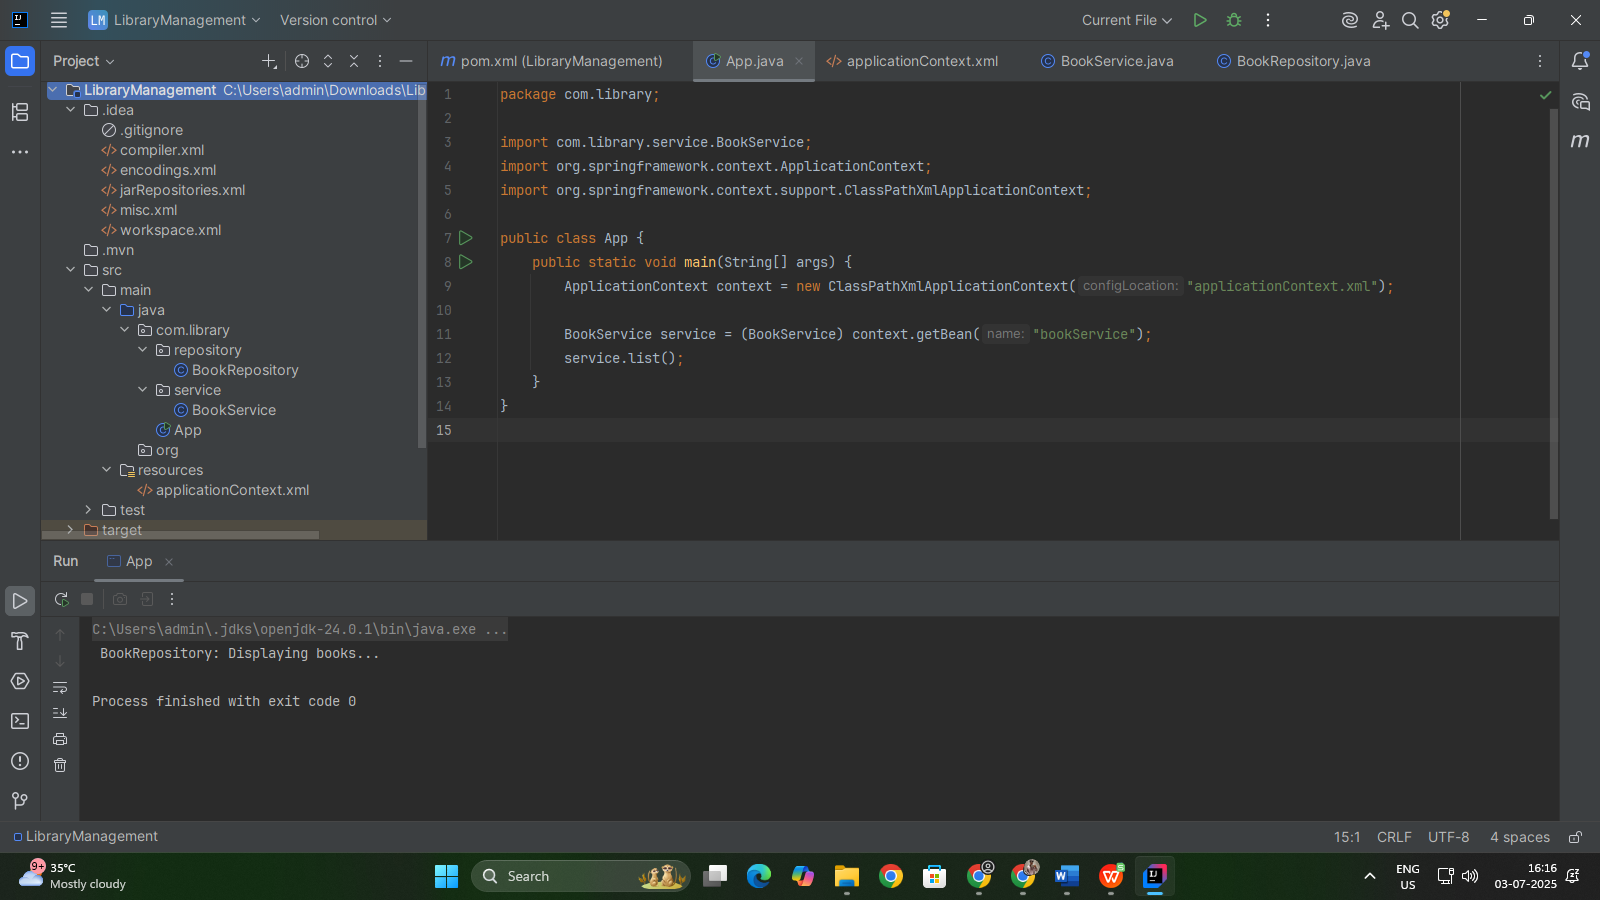 LM LibraryManagement Version control Current File
Project
pom.xml (LibraryManagement) App.java applicationContext.xml BookService.java BookRepository.java
LibraryManagement C:\Users\admin\Downloads\Lib
.idea
.gitignore
compiler.xml
encodings.xml
jarRepositories.xml
misc.xml
workspace.xml
.mvn
src
main
java
com.library
repository
BookRepository
service
BookService
App
org
resources
applicationContext.xml
test
target
1 package com.library;
2
3 import com.library.service.BookService;
4 import org.springframework.context.ApplicationContext;
5 import org.springframework.context.support.ClassPathXmlApplicationContext;
6
7 public class App {
8 public static void main(String[] args) {
9 ApplicationContext context = new ClassPathXmlApplicationContext( configLocation: "applicationContext.xml");
10
11 BookService service = (BookService) context.getBean( name: "bookService");
12 service.list();
13 }
14 }
15
Run App
C:\Users\admin\.jdks\openjdk-24.0.1\bin\java.exe ...
BookRepository: Displaying books...
Process finished with exit code 0
LibraryManagement 15:1 CRLF UTF-8 4 spaces
9+ 35°C
Mostly cloudy
Search
ENG
US
16:16
03-07-2025